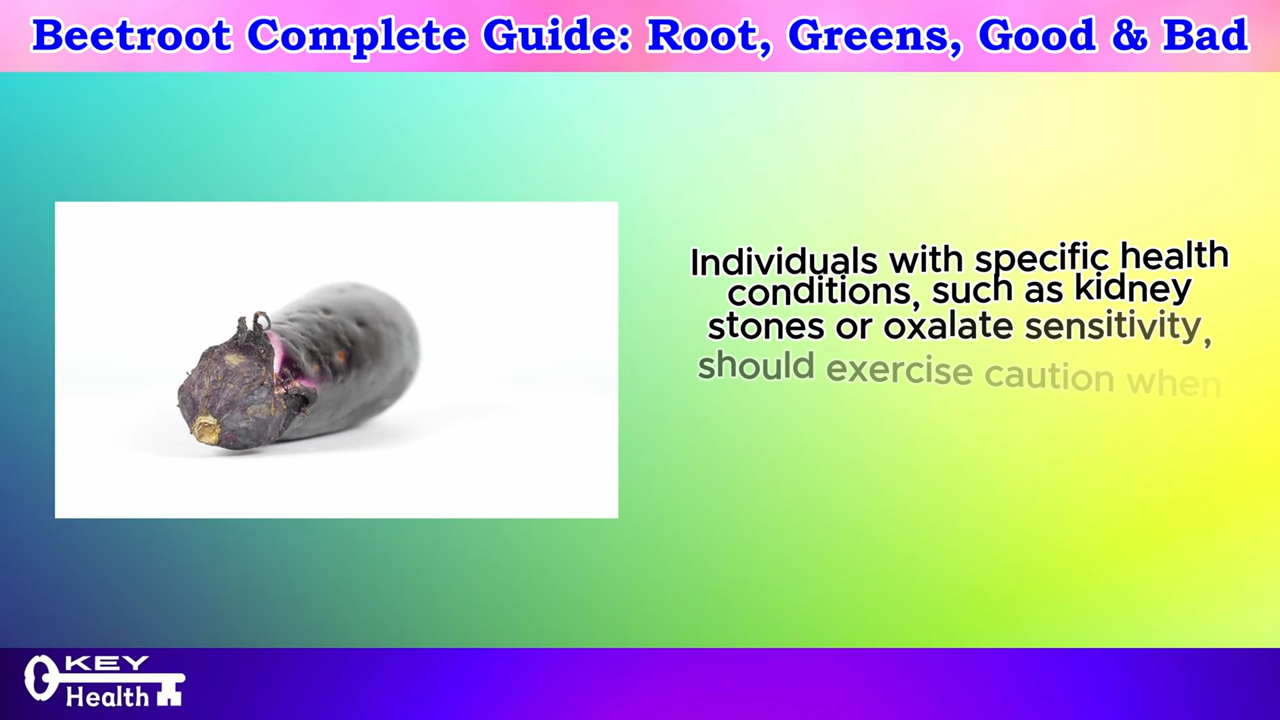 Beetroot Complete Guide: Root, Greens, Good & Bad
Individuals with specific health
conditions, such as kidney
stones or oxalate sensitivity,
should exercise caution when
KEY
Health